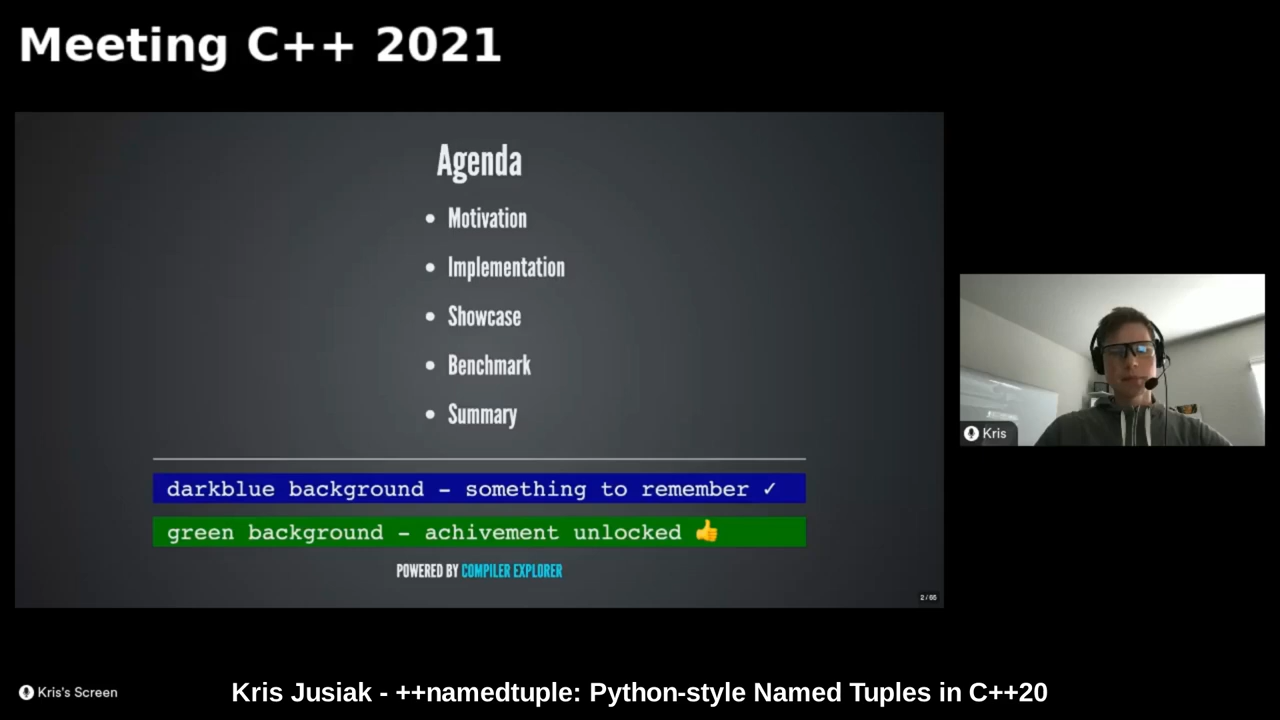 Meeting C++ 2021
Agenda
Motivation
Implementation
Showcase
Benchmark
Summary
darkblue background – something to remember ✓
green background – achivement unlocked 👍
POWERED BY COMPILER EXPLORER
2 / 66
Kris
Kris's Screen
Kris Jusiak - ++namedtuple: Python-style Named Tuples in C++20